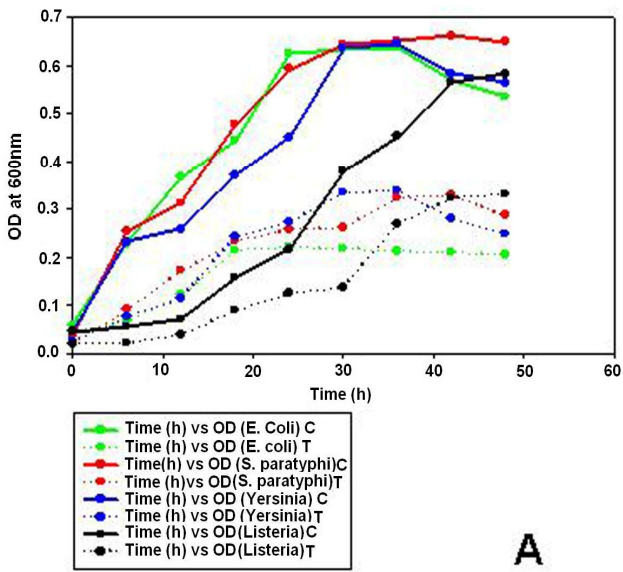 0.7
0.6
0.5
0.4
0.3
0.2
0.1
0.0
OD at 600nm
0 10 20 30 40 50 60
Time (h)
Time (h) vs OD (E. Coli) C
Time (h) vs OD (E. coli) T
Time(h) vs OD (S. paratyphi)C
Time (h)vs OD(S. paratyphi)T
Time (h) vs OD (Yersinia) C
Time (h) vs OD (Yersinia)T
Time (h) vs OD(Listeria)C
Time (h) vs OD(Listeria)T
A